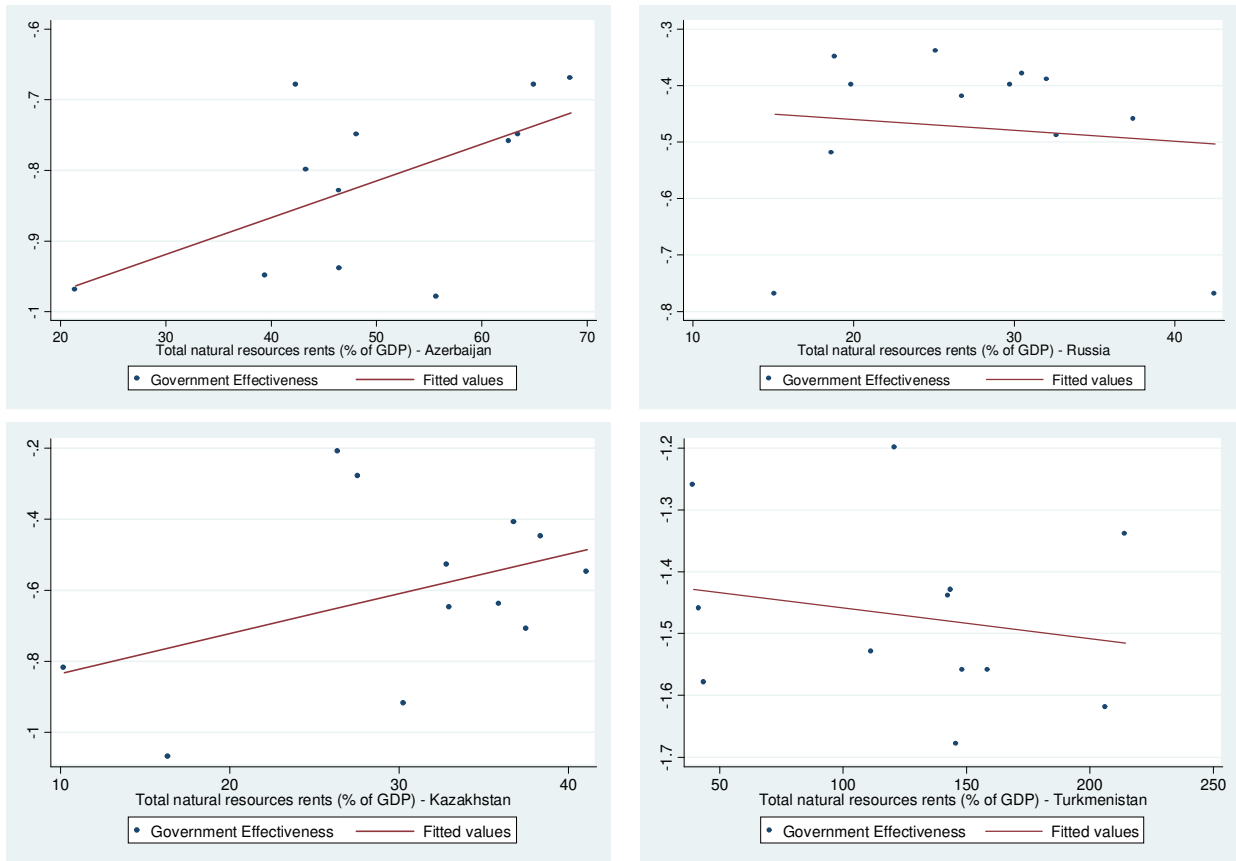 -.6
-.7
-.8
-.9
-1
20 30 40 50 60 70
Total natural resources rents (% of GDP) - Azerbaijan
Government Effectiveness Fitted values
-.3
-.4
-.5
-.6
-.7
-.8
10 20 30 40
Total natural resources rents (% of GDP) - Russia
Government Effectiveness Fitted values
-.2
-.4
-.6
-.8
-1
10 20 30 40
Total natural resources rents (% of GDP) - Kazakhstan
Government Effectiveness Fitted values
-1.2
-1.3
-1.4
-1.5
-1.6
-1.7
50 100 150 200 250
Total natural resources rents (% of GDP) - Turkmenistan
Government Effectiveness Fitted values